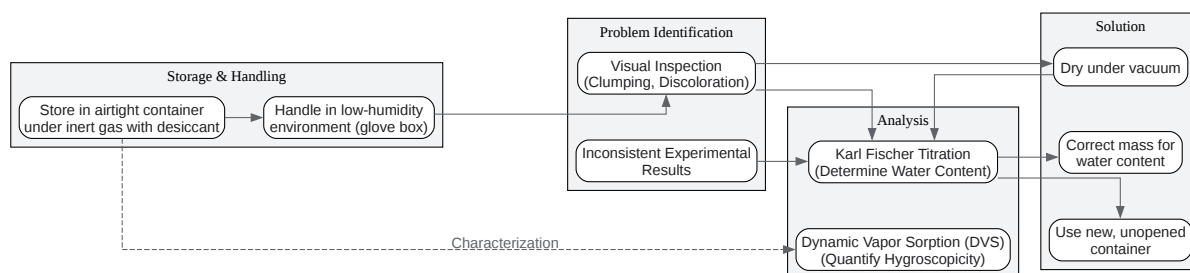 Storage & Handling
Store in airtight container
under inert gas with desiccant
Handle in low-humidity
environment (glove box)
Problem Identification
Visual Inspection
(Clumping, Discoloration)
Inconsistent Experimental
Results
Characterization
Analysis
Karl Fischer Titration
(Determine Water Content)
Dynamic Vapor Sorption (DVS)
(Quantify Hygroscopicity)
Solution
Dry under vacuum
Correct mass for
water content
Use new, unopened
container